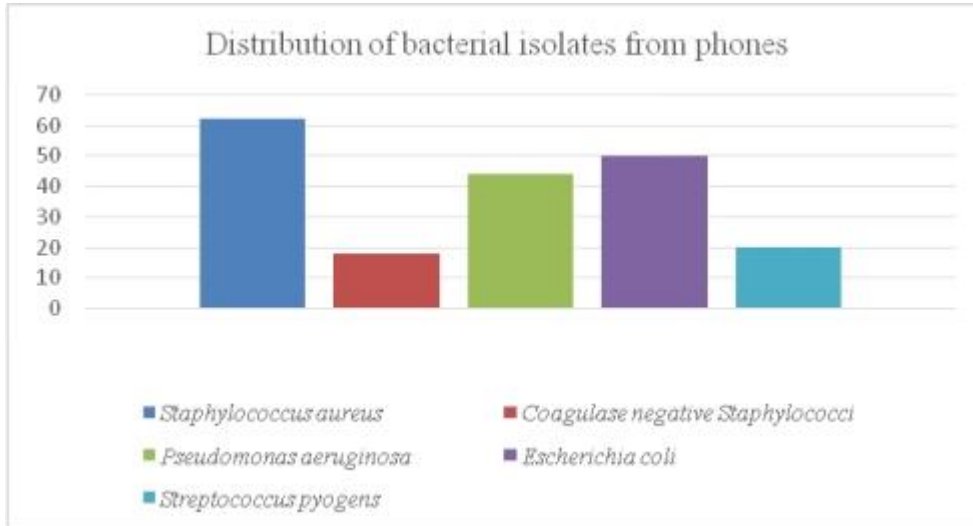 Distribution of bacterial isolates from phones
70
60
50
40
30
20
10
0
Staphylococcus aureus
Coagulase negative Staphylococci
Pseudomonas aeruginosa
Escherichia coli
Streptococcus pyogens